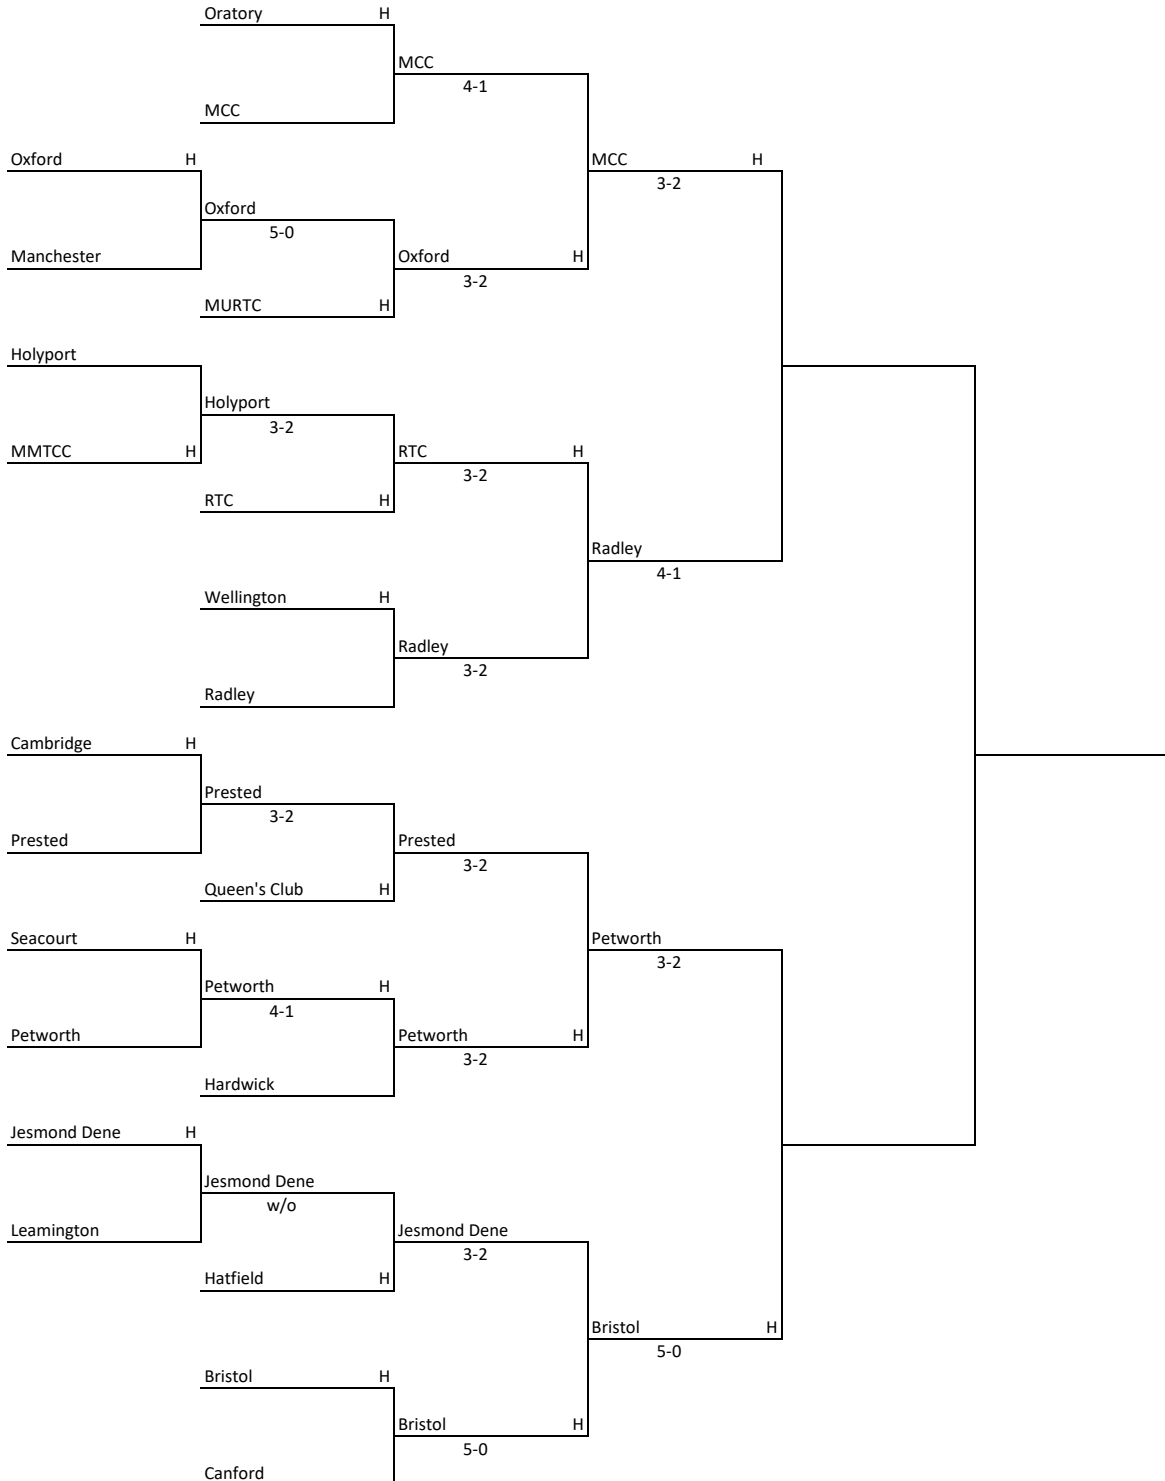 Oratory H
MCC
4-1
MCC
Oxford H
MCC H
3-2
Oxford
5-0
Manchester
Oxford H
3-2
MURTC H
Holyport
Holyport
3-2
MMTCC H
RTC H
3-2
RTC H
Radley
4-1
Wellington H
Radley
3-2
Radley
Cambridge H
Prested
3-2
Prested
Prested
3-2
Queen's Club H
Seacourt H
Petworth
3-2
Petworth H
4-1
Petworth
Petworth H
3-2
Hardwick
Jesmond Dene H
Jesmond Dene
w/o
Leamington
Jesmond Dene
3-2
Hatfield H
Bristol H
5-0
Bristol H
Bristol H
5-0
Canford